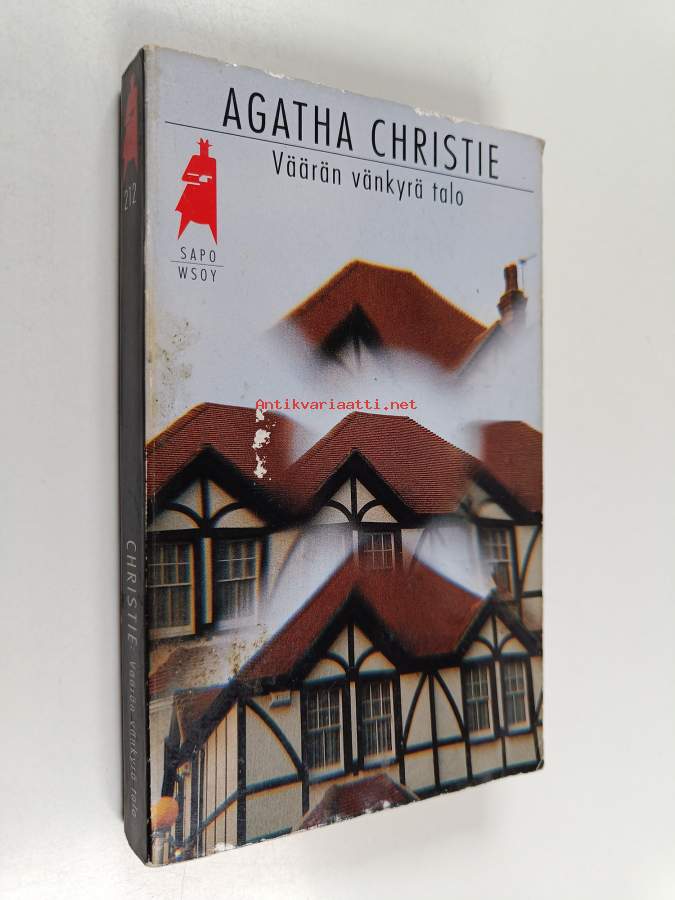 AGATHA CHRISTIE
Väärän vänkyrä talo
SAPO
WSOY
Antikvariaatti.net
212
CHRISTIE · Väärän vänkyrä talo